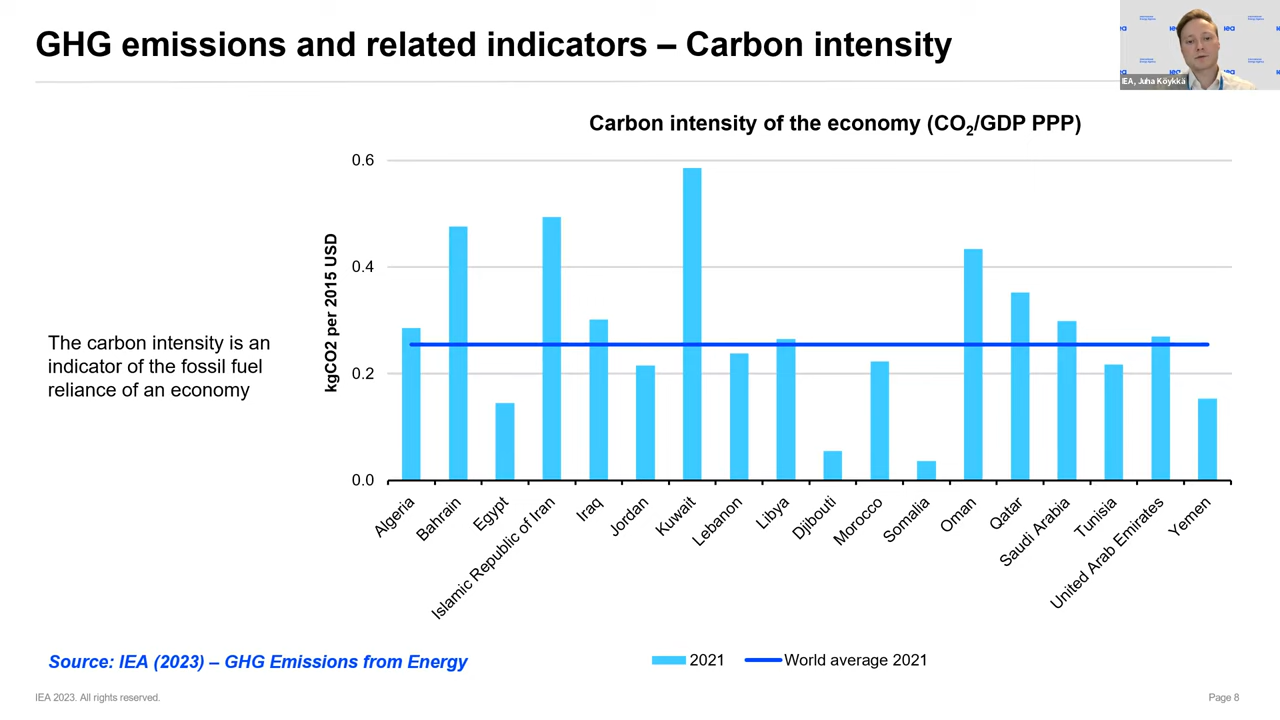 GHG emissions and related indicators – Carbon intensity
iea
IEA, Juha Köykkä
Carbon intensity of the economy (CO₂/GDP PPP)
kgCO2 per 2015 USD
0.6
0.4
0.2
0.0
The carbon intensity is an
indicator of the fossil fuel
reliance of an economy
Algeria
Bahrain
Egypt
Islamic Republic of Iran
Iraq
Jordan
Kuwait
Lebanon
Libya
Djibouti
Morocco
Somalia
Oman
Qatar
Saudi Arabia
Tunisia
United Arab Emirates
Yemen
Source: IEA (2023) – GHG Emissions from Energy
2021
World average 2021
IEA 2023. All rights reserved.
Page 8